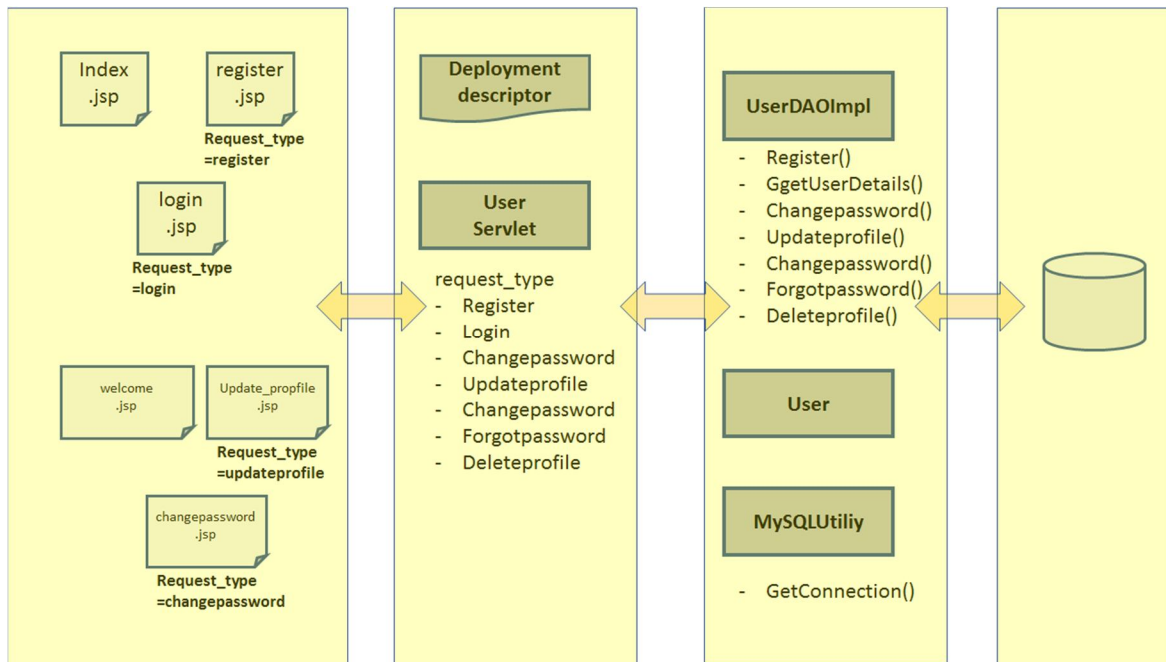 Index
.jsp
register
.jsp
Request_type
=register
login
.jsp
Request_type
=login
welcome
.jsp
Update_propfile
.jsp
Request_type
=updateprofile
changepassword
.jsp
Request_type
=changepassword
Deployment
descriptor
User
Servlet
request_type
- Register
- Login
- Changepassword
- Updateprofile
- Changepassword
- Forgotpassword
- Deleteprofile
UserDAOImpl
- Register()
- GgetUserDetails()
- Changepassword()
- Updateprofile()
- Changepassword()
- Forgotpassword()
- Deleteprofile()
User
MySQLUtiliy
- GetConnection()